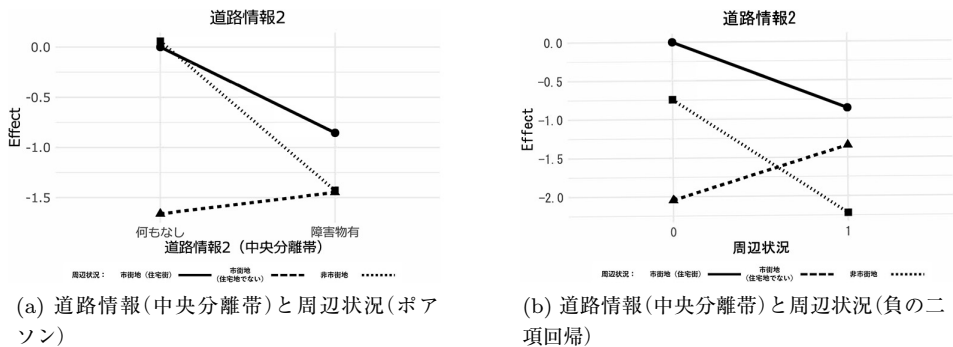 道路情報2
Effect
0.0
-0.5
-1.0
-1.5
何もなし
障害物有
道路情報2（中央分離帯）
周辺状況：
市街地（住宅街）
市街地
（住宅地でない）
非市街地
(a) 道路情報(中央分離帯)と周辺状況(ポア
ソン)
道路情報2
Effect
0.0
-0.5
-1.0
-1.5
-2.0
0
1
周辺状況
周辺状況：
市街地（住宅街）
市街地
（住宅地でない）
非市街地
(b) 道路情報(中央分離帯)と周辺状況(負の二
項回帰)